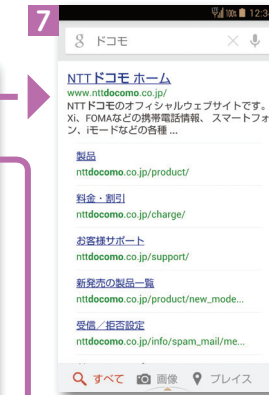 7
100% 12:3
8 ドコモ
NTTドコモ ホーム
www.nttdocomo.co.jp/
NTTドコモのオフィシャルウェブサイトです。
Xi、FOMAなどの携帯電話情報、 スマートフォ
ン、iモードなどの各種 ...
製品
nttdocomo.co.jp/product/
料金・割引
nttdocomo.co.jp/charge/
お客様サポート
nttdocomo.co.jp/support/
新発売の製品一覧
nttdocomo.co.jp/product/new_mode...
受信/拒否設定
nttdocomo.co.jp/info/spam_mail/me...
すべて 画像 プレイス